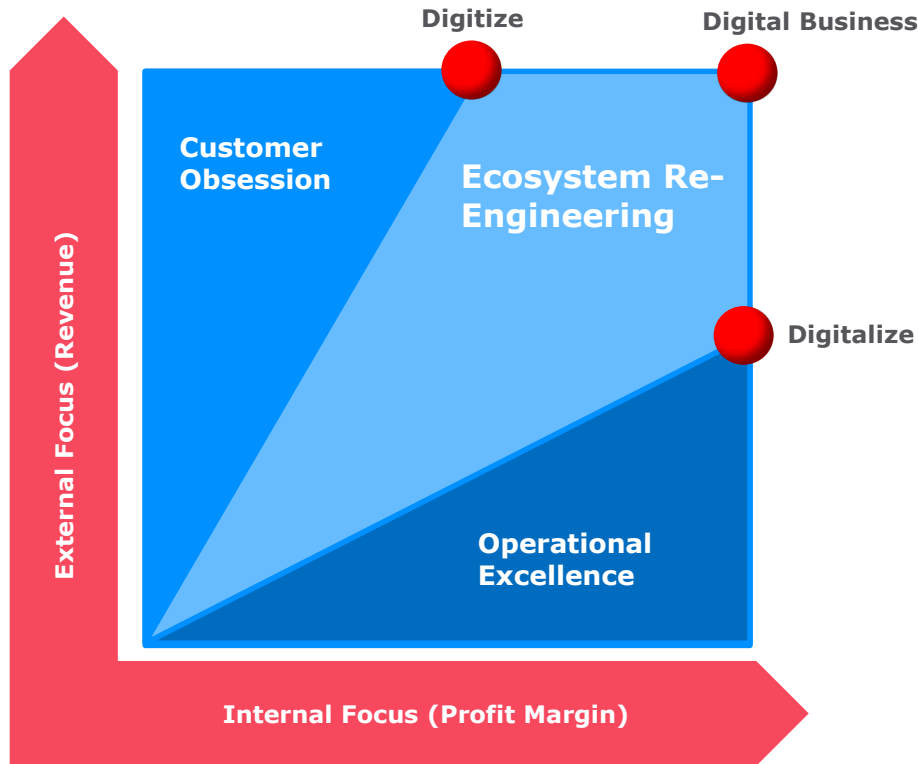 Digitize
Digital Business
Customer
Obsession
Ecosystem Re-
Engineering
Digitalize
External Focus (Revenue)
Operational
Excellence
Internal Focus (Profit Margin)